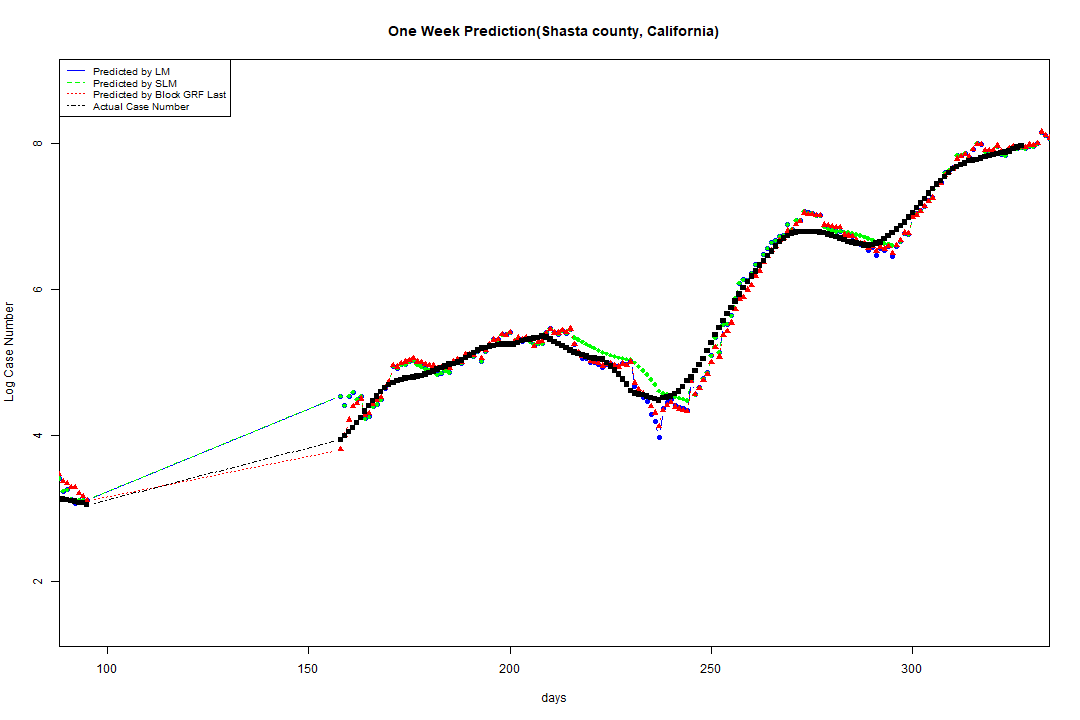 One Week Prediction(Shasta county, California)
Predicted by LM
Predicted by SLM
Predicted by Block GRF Last
Actual Case Number
8
6
4
2
Log Case Number
100 150 200 250 300
days